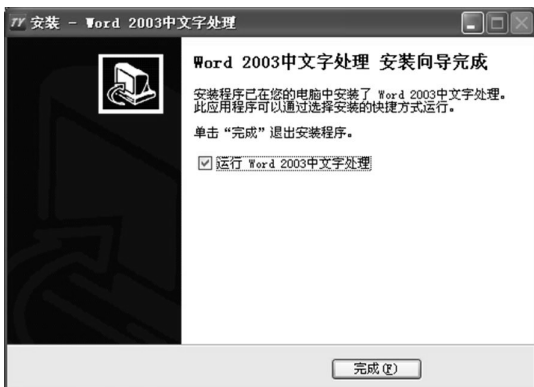 TY 安装 - Word 2003中文字处理
Word 2003中文字处理 安装向导完成
安装程序已在您的电脑中安装了 Word 2003中文字处理。
此应用程序可以通过选择安装的快捷方式运行。
单击“完成”退出安装程序。
运行 Word 2003中文字处理
完成(F)